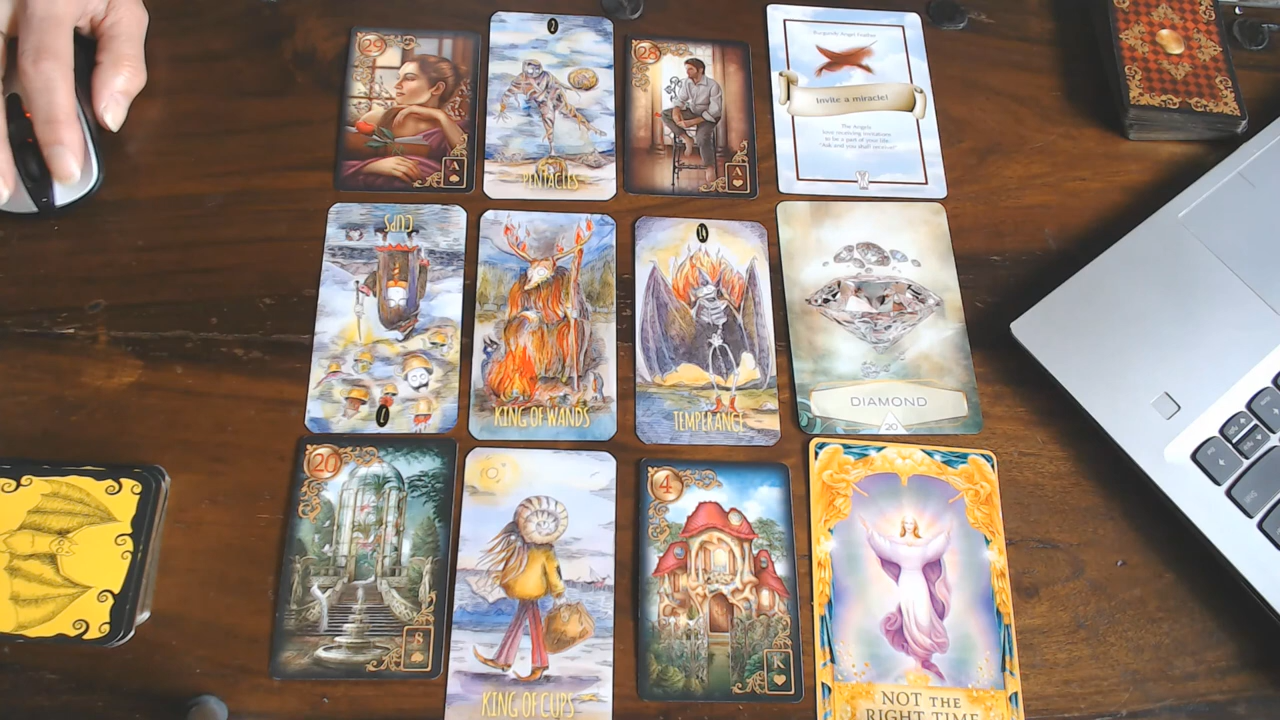 29
A
2
PENTACLES
28
A
Burgundy Angel Feather
Invite a miracle!
The Angels
love receiving invitations
to be a part of your life.
"Ask and you shall receive!"
CUPS
7
KING OF WANDS
14
TEMPERANCE
DIAMOND
20
20
8
KING OF CUPS
4
K
NOT THE
RIGHT TIME